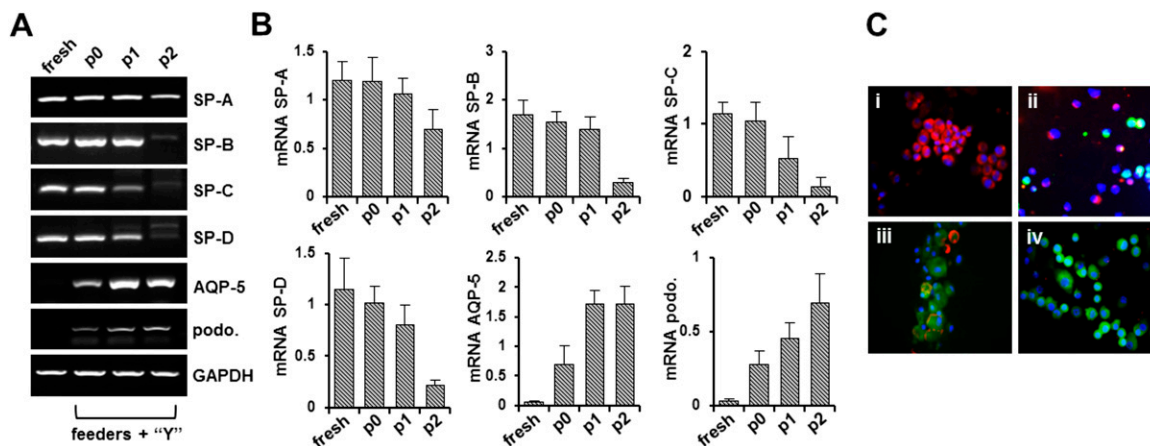 A
fresh p0 p1 p2
SP-A
SP-B
SP-C
SP-D
AQP-5
podo.
GAPDH
feeders + “Y”
B
mRNA SP-A
1.5
1
0.5
0
fresh p0 p1 p2
mRNA SP-B
3
2
1
0
fresh p0 p1 p2
mRNA SP-C
2
1.5
1
0.5
0
fresh p0 p1 p2
mRNA SP-D
1.5
1
0.5
0
fresh p0 p1 p2
mRNA AQP-5
2.5
2
1.5
1
0.5
0
fresh p0 p1 p2
mRNA podo.
1
0.5
0
fresh p0 p1 p2
C
i
ii
iii
iv